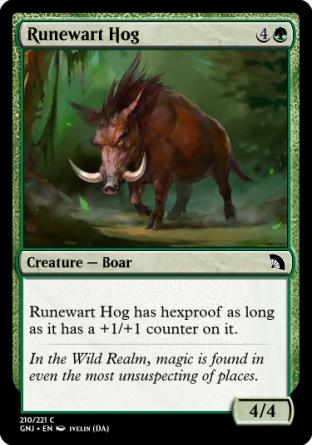 Runewart Hog 4
Creature — Boar
Runewart Hog has hexproof as long
as it has a +1/+1 counter on it.
In the Wild Realm, magic is found in
even the most unsuspecting of places.
4/4
210/221 C
GNJ • EN IVELIN (DA)